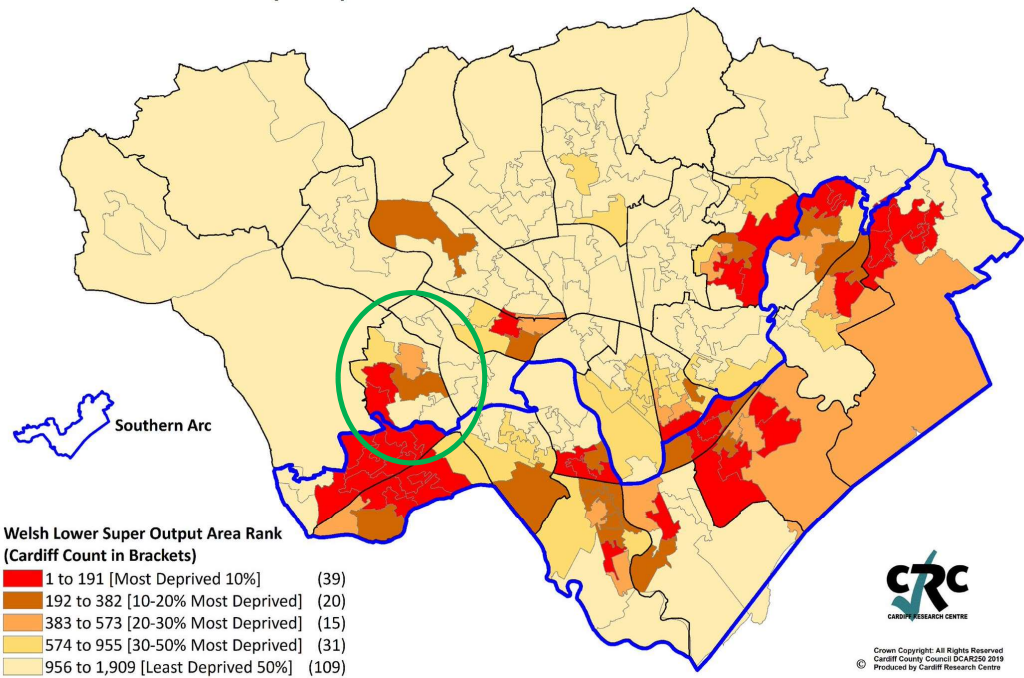 Southern Arc
Welsh Lower Super Output Area Rank
(Cardiff Count in Brackets)
1 to 191 [Most Deprived 10%] (39)
192 to 382 [10-20% Most Deprived] (20)
383 to 573 [20-30% Most Deprived] (15)
574 to 955 [30-50% Most Deprived] (31)
956 to 1,909 [Least Deprived 50%] (109)
CRC
CARDIFF RESEARCH CENTRE
Crown Copyright: All Rights Reserved
© Cardiff County Council DCAR250 2019
Produced by Cardiff Research Centre